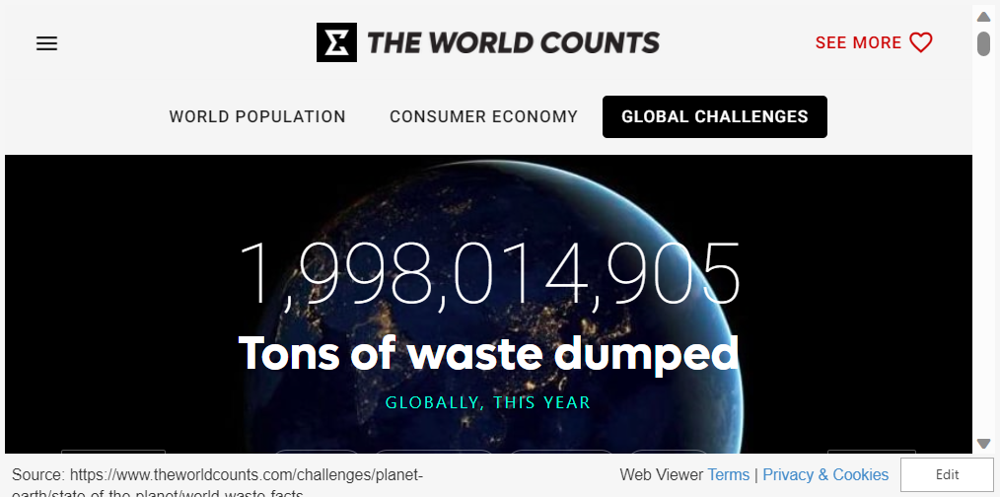 THE WORLD COUNTS
SEE MORE
WORLD POPULATION
CONSUMER ECONOMY
GLOBAL CHALLENGES
1,998,014,905
Tons of waste dumped
GLOBALLY, THIS YEAR
Source: https://www.theworldcounts.com/challenges/planet-
earth/state-of-the-planet/world-waste-facts
Web Viewer Terms | Privacy & Cookies
Edit